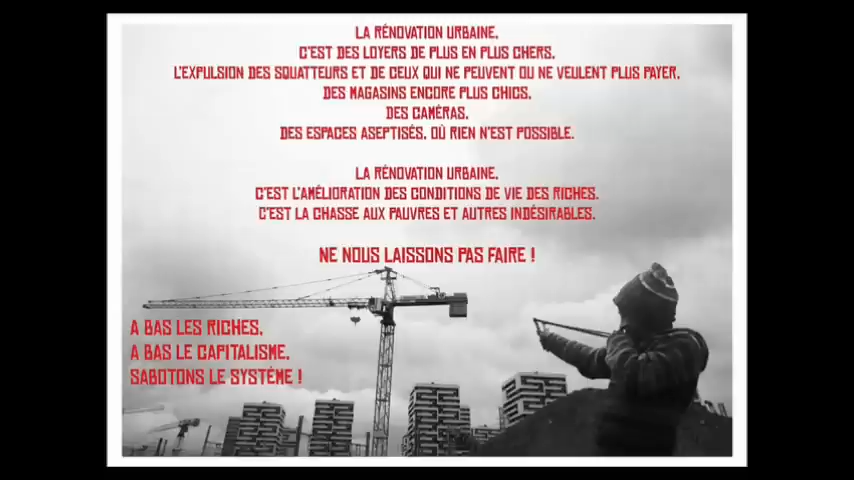 LA RÉNOVATION URBAINE,
C'EST DES LOYERS DE PLUS EN PLUS CHERS.
L'EXPULSION DES SQUATTEURS ET DE CEUX QUI NE PEUVENT OU NE VEULENT PLUS PAYER.
DES MAGASINS ENCORE PLUS CHICS.
DES CAMÉRAS.
DES ESPACES ASEPTISÉS, OÙ RIEN N'EST POSSIBLE.
LA RÉNOVATION URBAINE,
C'EST L'AMÉLIORATION DES CONDITIONS DE VIE DES RICHES.
C'EST LA CHASSE AUX PAUVRES ET AUTRES INDÉSIRABLES.
NE NOUS LAISSONS PAS FAIRE !
A BAS LES RICHES,
A BAS LE CAPITALISME,
SABOTONS LE SYSTÉME !